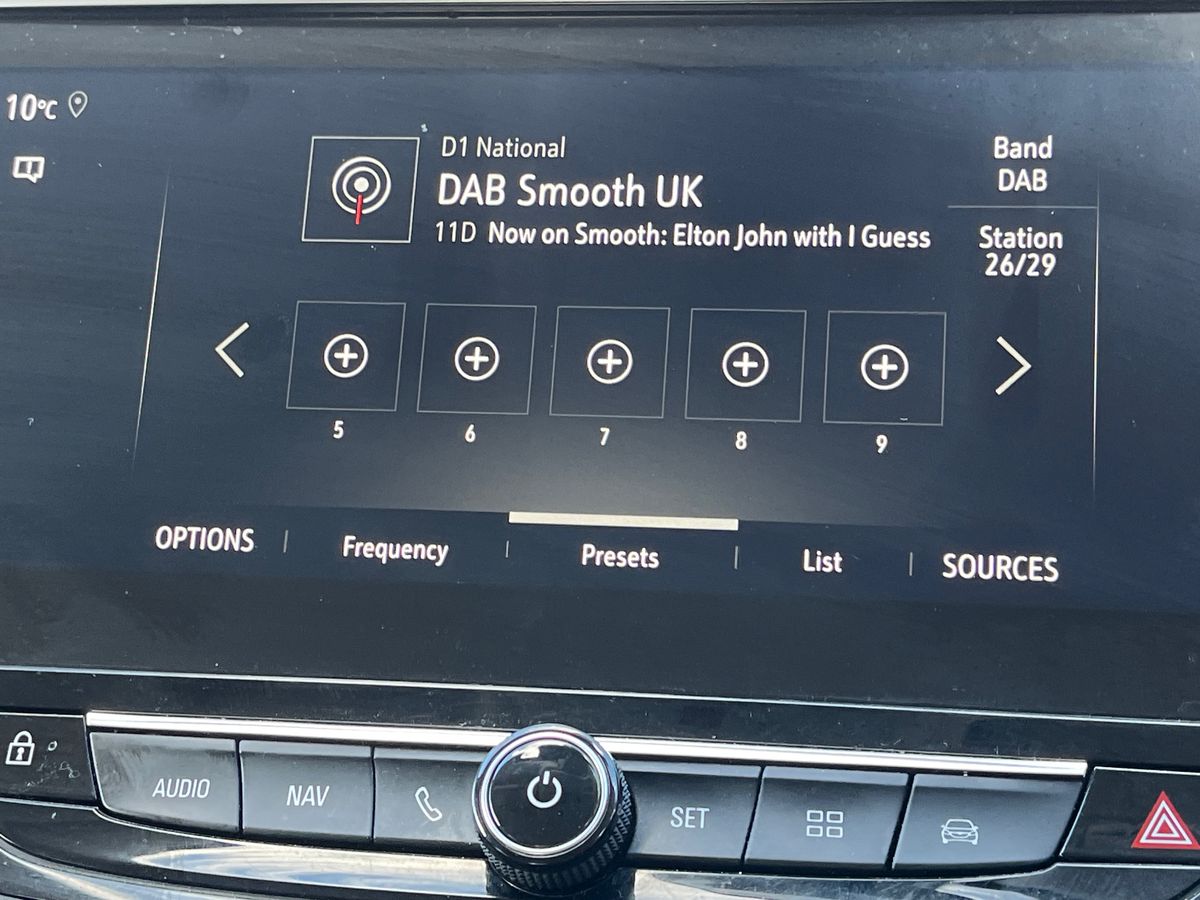 10°C
D1 National
Band
DAB Smooth UK
DAB
11D Now on Smooth: Elton John with I Guess
Station
26/29
5 6 7 8 9
OPTIONS Frequency Presets List SOURCES
AUDIO NAV SET